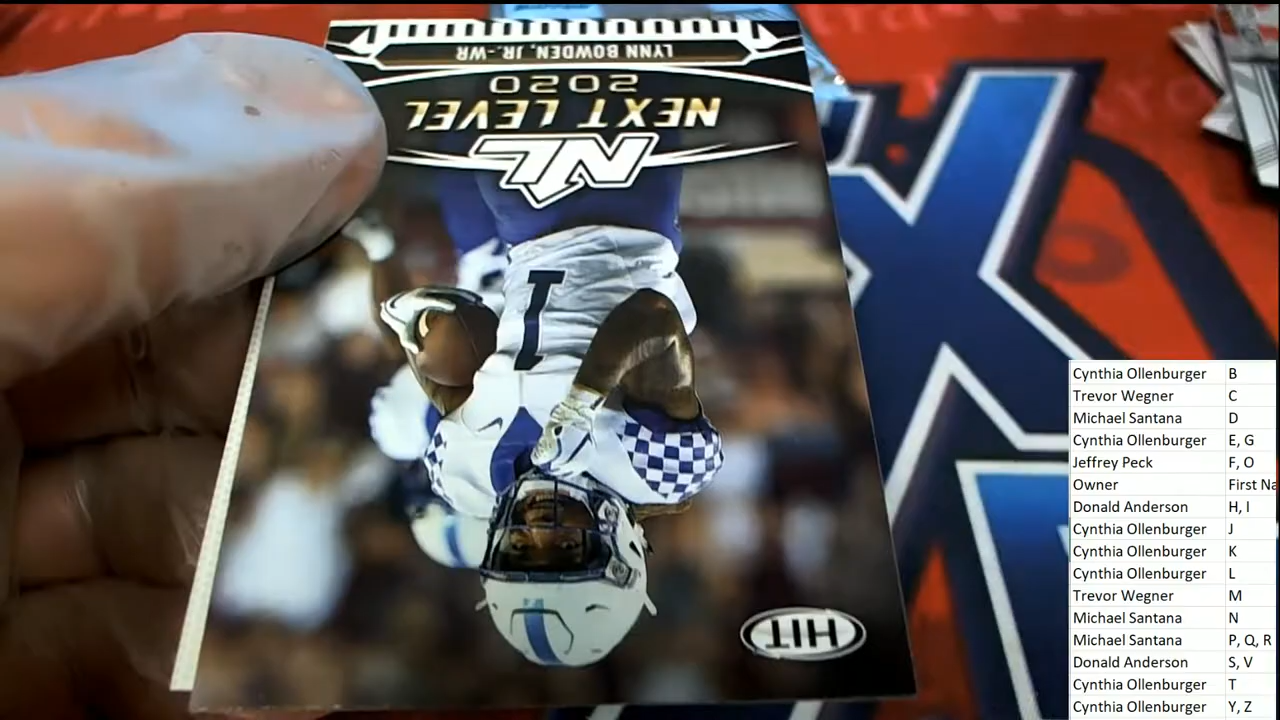 LYNN BOWDEN, JR.-WR
2020
NEXT LEVEL
NL
1
HIT
Cynthia Ollenburger B
Trevor Wegner C
Michael Santana D
Cynthia Ollenburger E, G
Jeffrey Peck F, O
Owner First Na
Donald Anderson H, I
Cynthia Ollenburger J
Cynthia Ollenburger K
Cynthia Ollenburger L
Trevor Wegner M
Michael Santana N
Michael Santana P, Q, R
Donald Anderson S, V
Cynthia Ollenburger T
Cynthia Ollenburger Y, Z